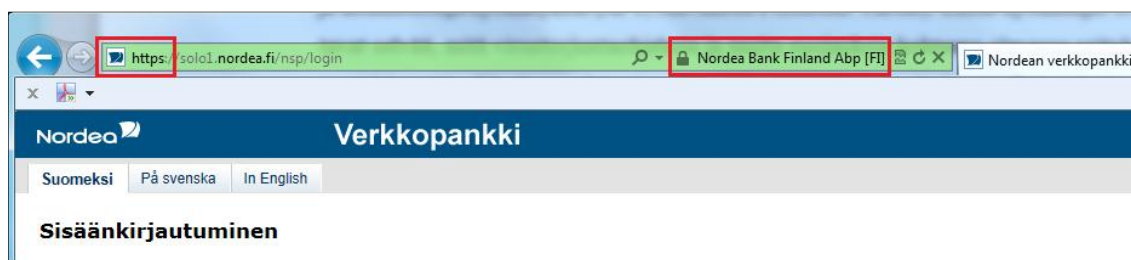 https://solo1.nordea.fi/nsp/login Nordea Bank Finland Abp [FI] Nordean verkkopankki
Nordea Verkkopankki
Suomeksi På svenska In English
Sisäänkirjautuminen